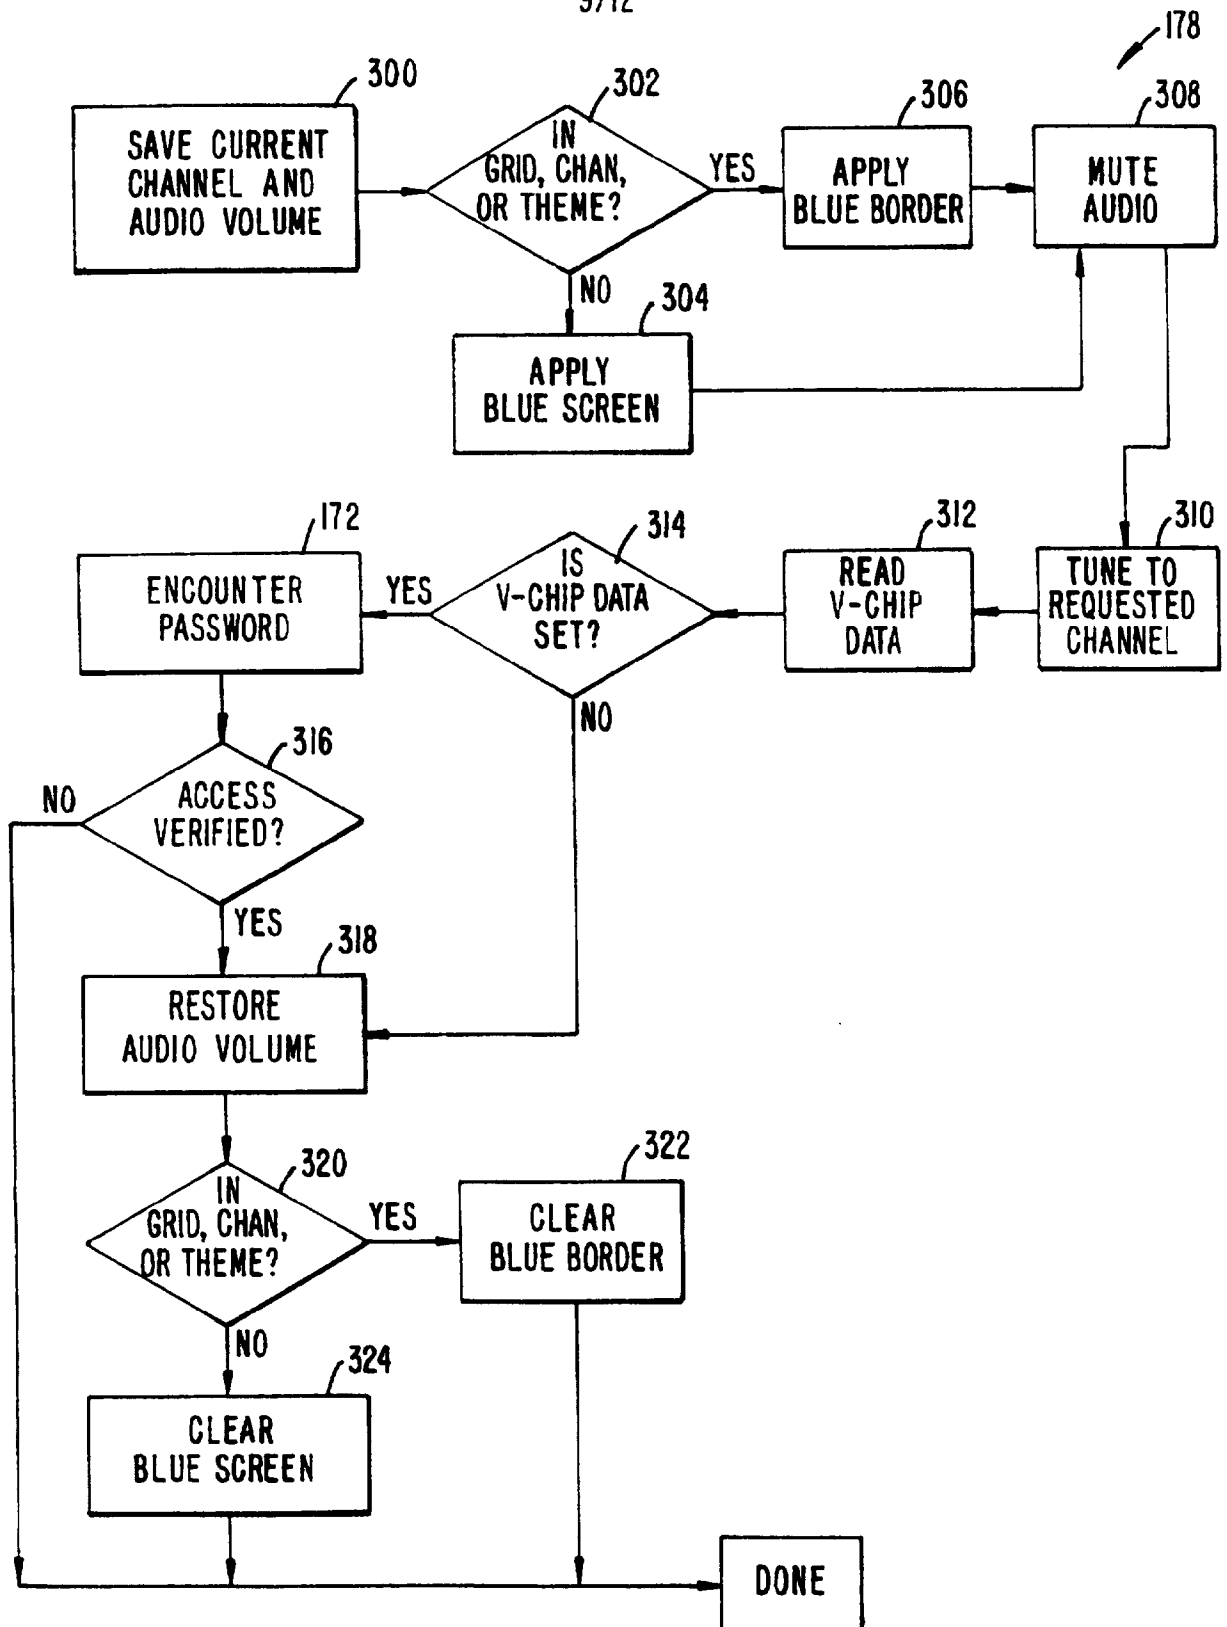 9/12
178
300
SAVE CURRENT
CHANNEL AND
AUDIO VOLUME
302
IN
GRID, CHAN,
OR THEME?
YES
NO
306
APPLY
BLUE BORDER
308
MUTE
AUDIO
304
APPLY
BLUE SCREEN
310
TUNE TO
REQUESTED
CHANNEL
312
READ
V-CHIP
DATA
314
IS
V-CHIP DATA
SET?
YES
NO
172
ENCOUNTER
PASSWORD
316
ACCESS
VERIFIED?
NO
YES
318
RESTORE
AUDIO VOLUME
320
IN
GRID, CHAN,
OR THEME?
YES
NO
322
CLEAR
BLUE BORDER
324
CLEAR
BLUE SCREEN
DONE